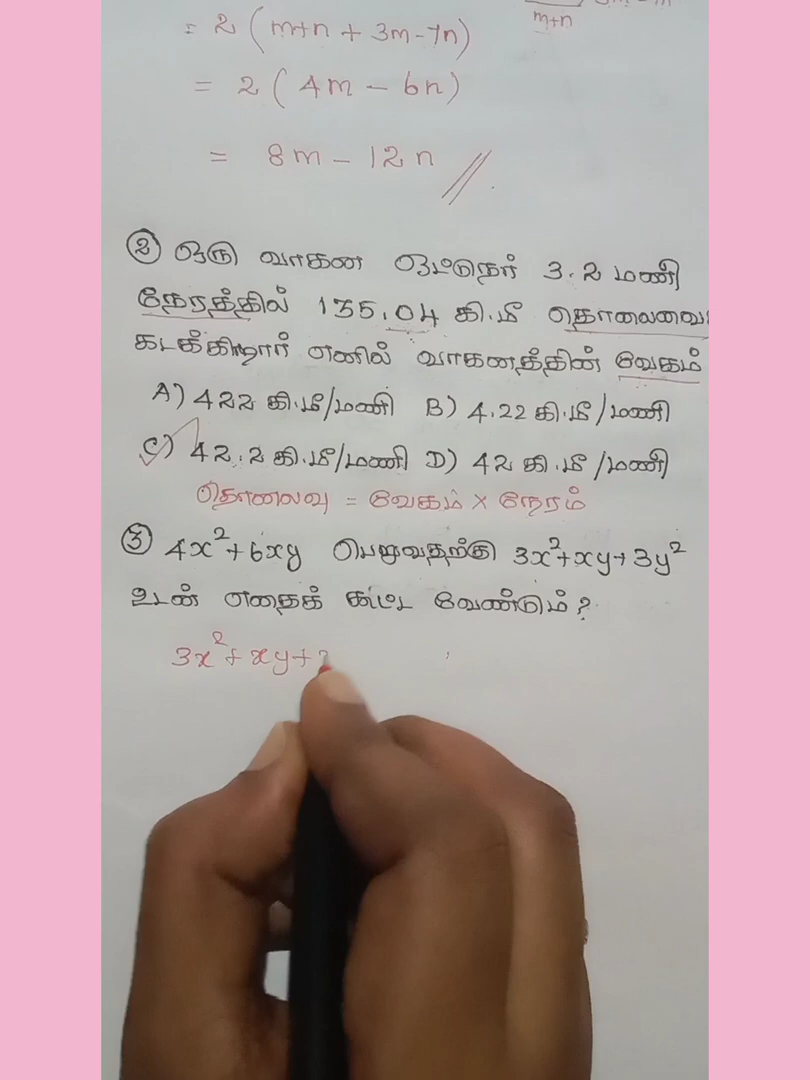 m+n
= 2 (m+n + 3m-7n)
= 2 ( 4m - 6n)
= 8m - 12n //.
② ஒரு வாகன ஓட்டுநர் 3.2 மணி
நேரத்தில் 135.04 கி.மீ தொலைவை
கடக்கிறார் எனில் வாகனத்தின் வேகம்
A) 422 கி.மீ/மணி B) 4.22 கி.மீ/மணி
C) 42.2 கி.மீ/மணி D) 42 கி.மீ/மணி
தொலைவு = வேகம் × நேரம்
③ 4x²+6xy பெறுவதற்கு 3x²+xy+3y²
உடன் எதைக் கூட்ட வேண்டும்?
3x²+xy+